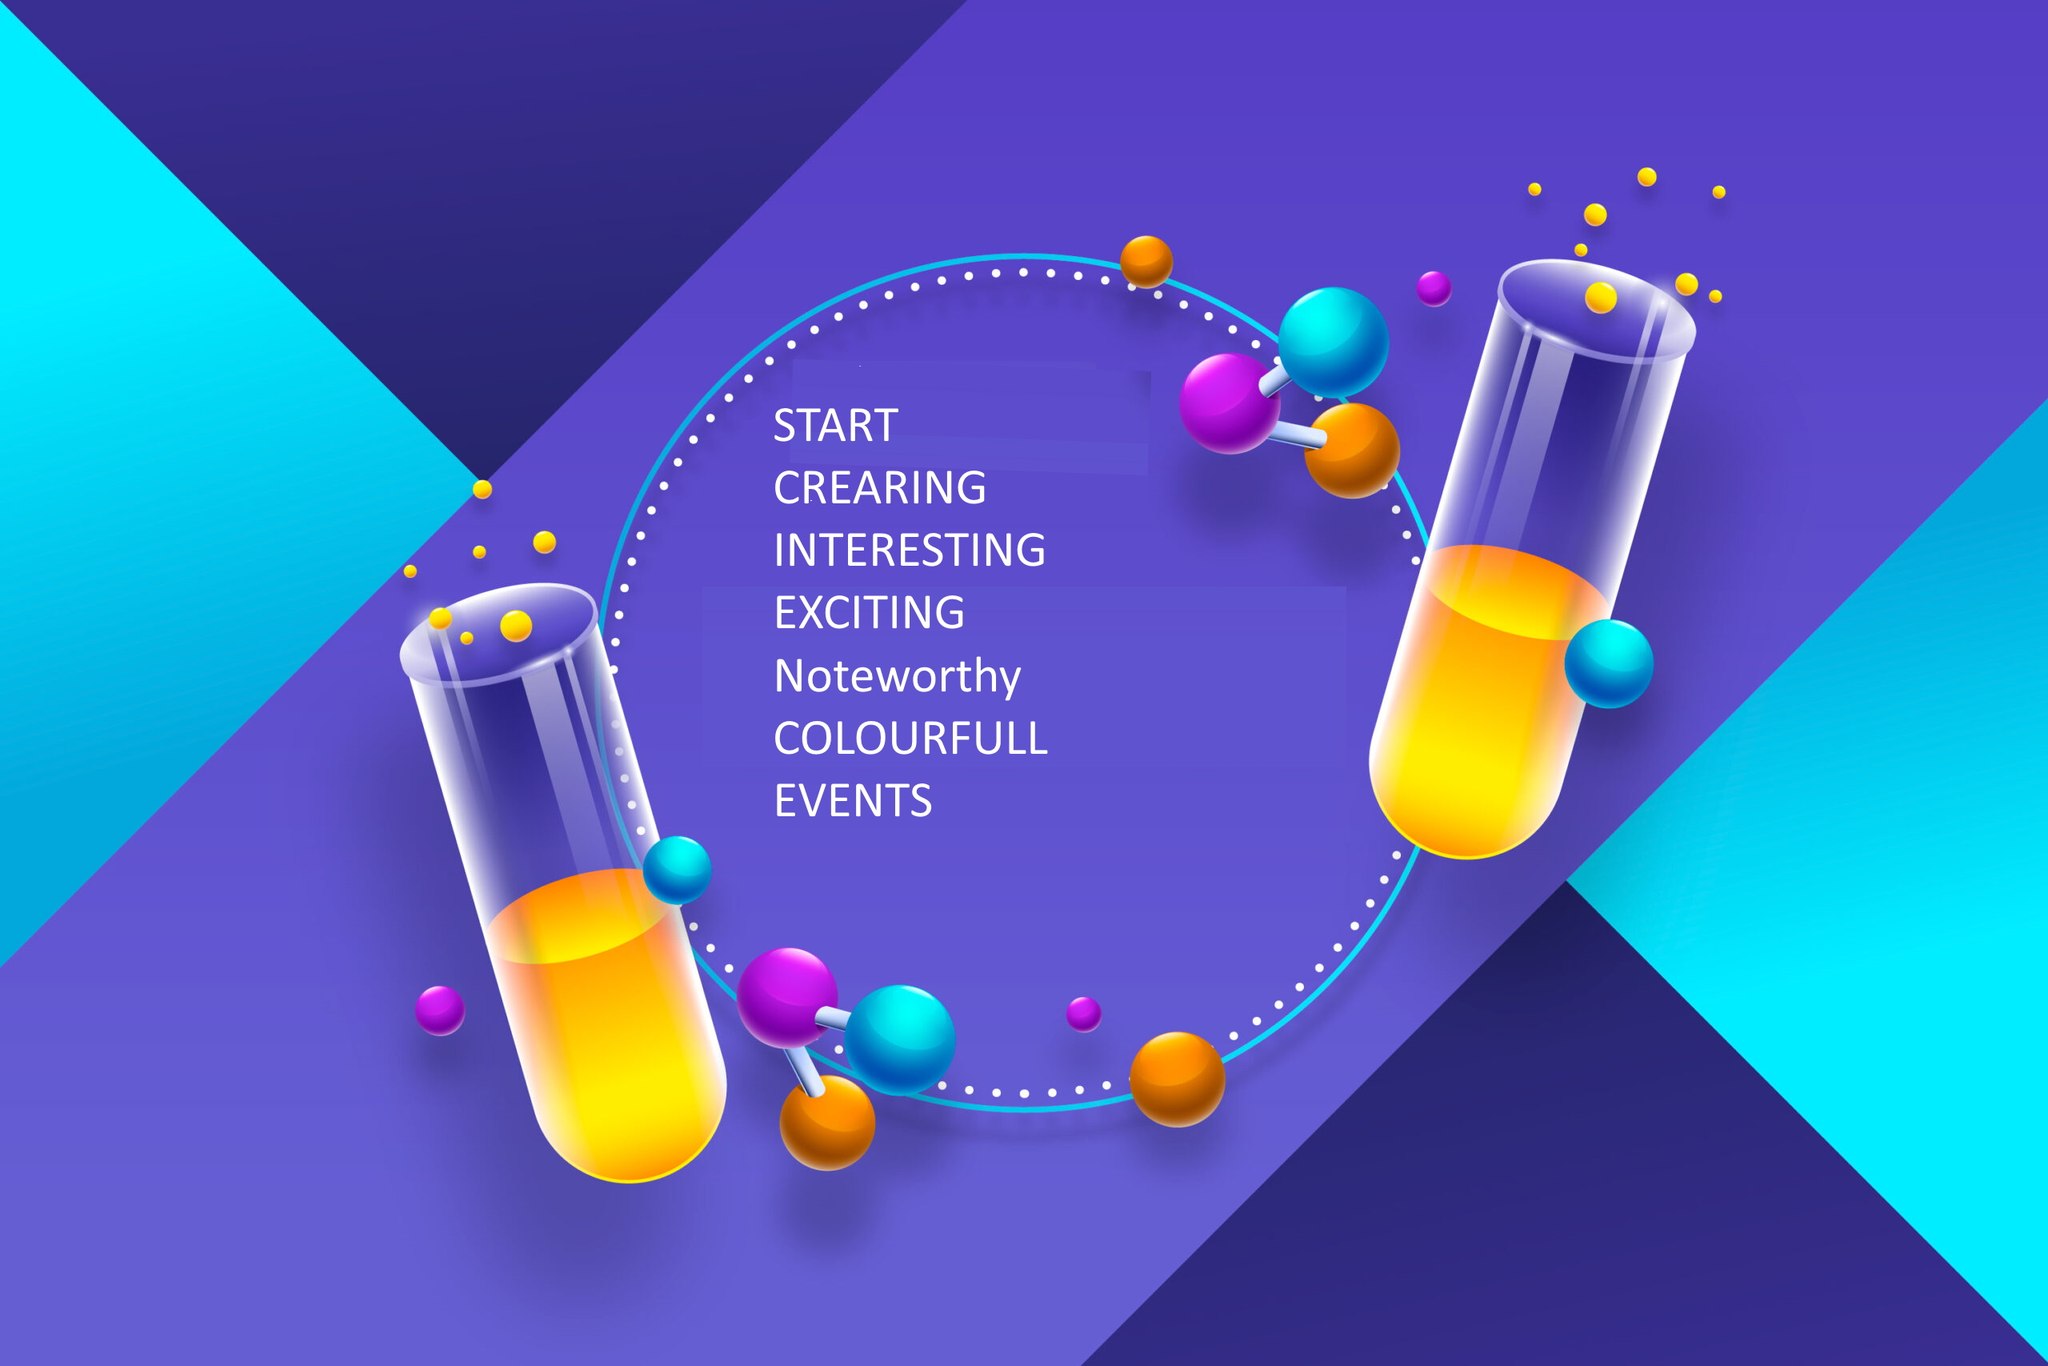 START
CREARING
INTERESTING
EXCITING
Noteworthy
COLOURFULL
EVENTS